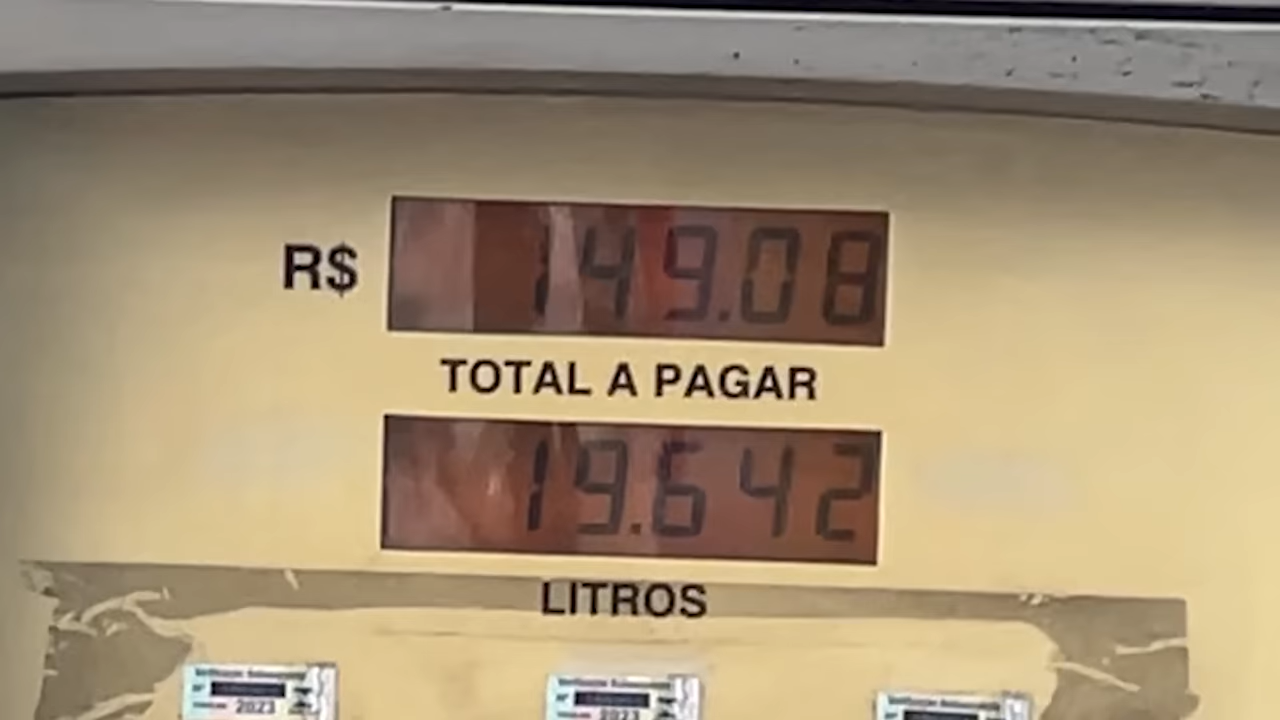 R$ 149.08
TOTAL A PAGAR
19.642
LITROS
2023 2023